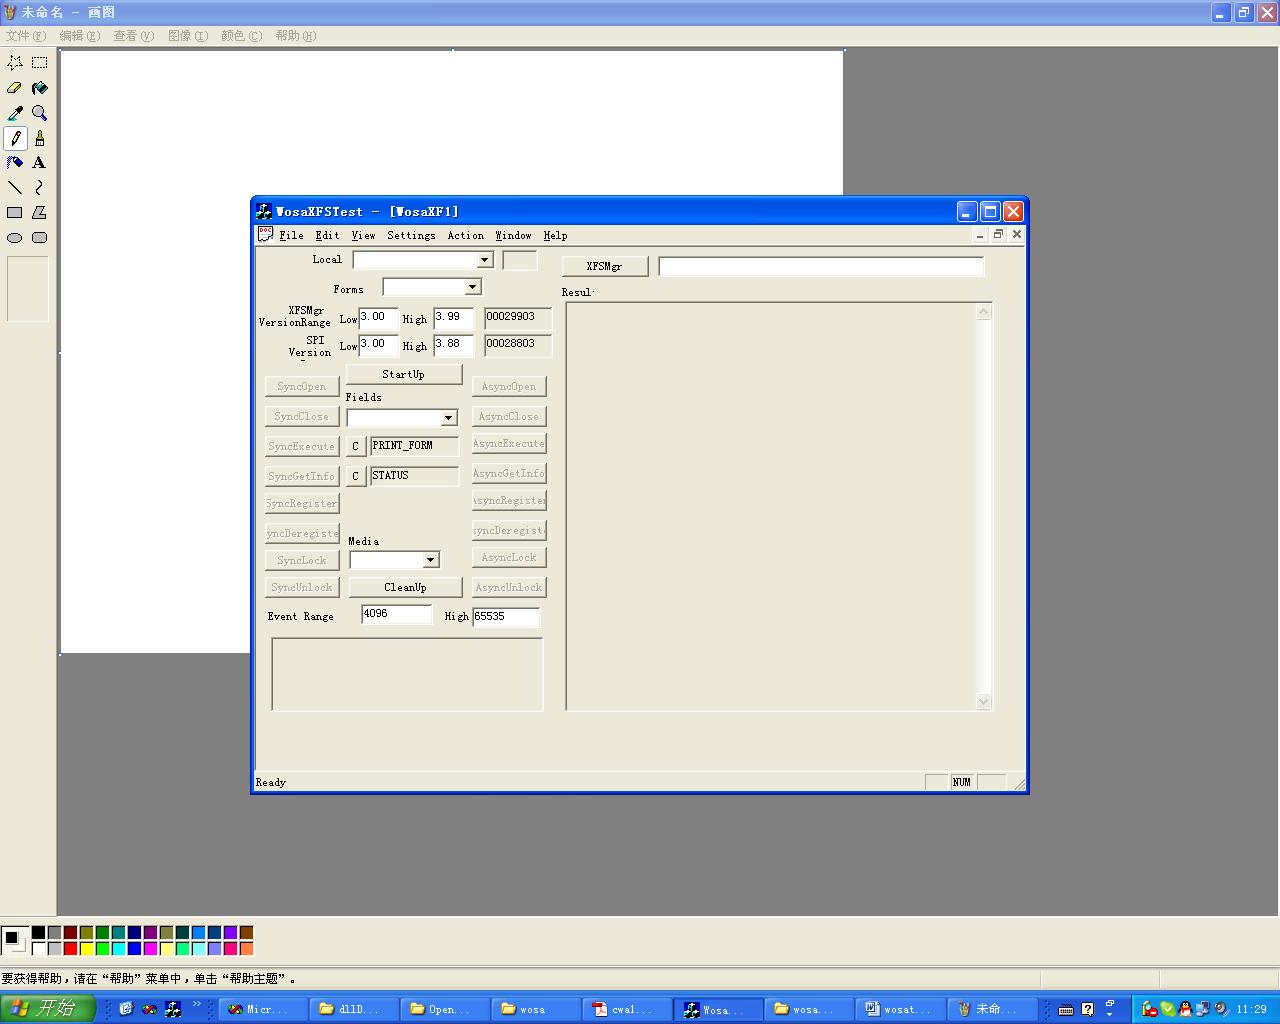 未命名 - 画图
文件(F) 编辑(E) 查看(V) 图像(I) 颜色(C) 帮助(H)
WosaXFSTest - [WosaXF1]
File Edit View Settings Action Window Help
Local
XFSMgr
Forms
Resul
XFSMgr VersionRange Low 3.00 High 3.99 00029903
SPI Version Low 3.00 High 3.88 00028803
StartUp
SyncOpen AsyncOpen
Fields
SyncClose AsyncClose
SyncExecute C PRINT_FORM AsyncExecute
SyncGetInfo C STATUS AsyncGetInfo
SyncRegister AsyncRegister
yncDeregiste syncDeregist
Media
SyncLock AsyncLock
SyncUnlock CleanUp AsyncUnlock
Event Range 4096 High 65535
Ready NUM
要获得帮助，请在“帮助”菜单中，单击“帮助主题”。
开始 » Micr... dllD... Open... wosa cwal... Wosa... wosa... wosat... 未命... 11:29